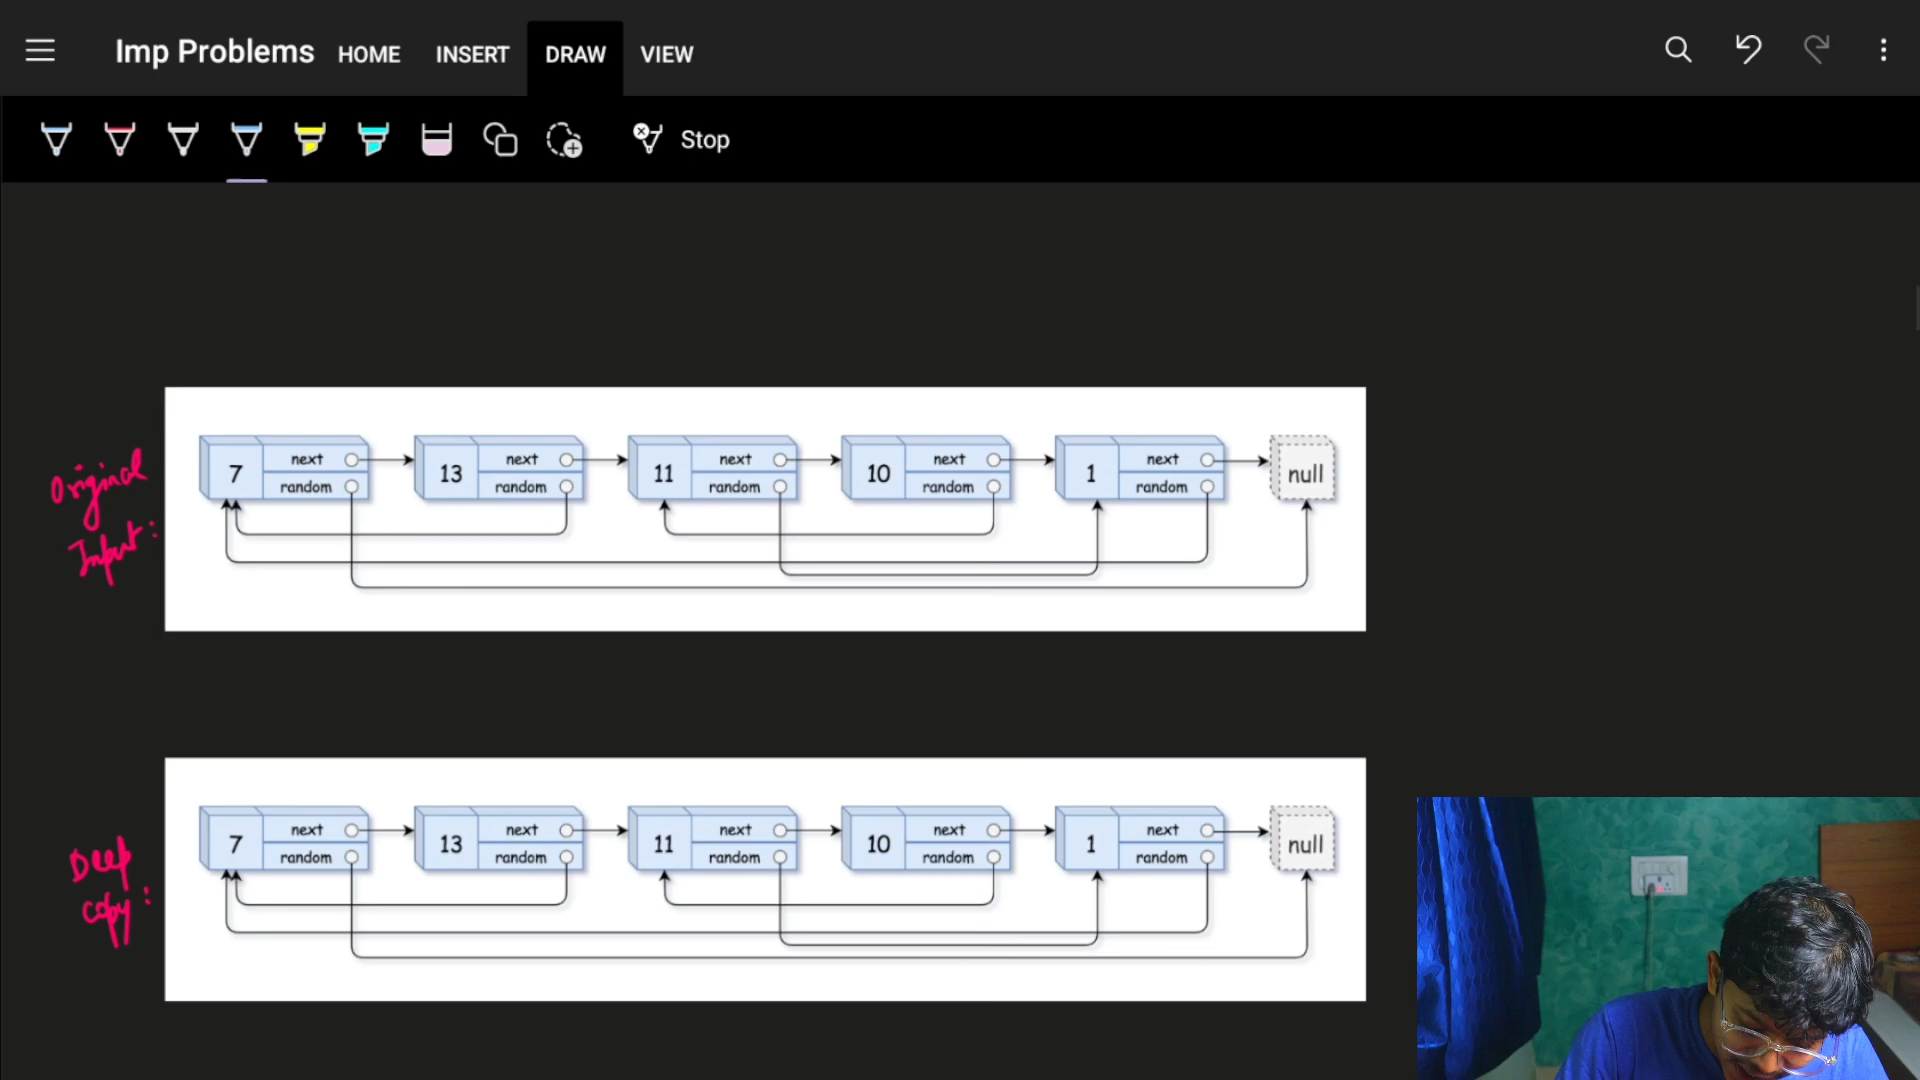 Imp Problems HOME INSERT DRAW VIEW
Stop
next next next next next
7 13 11 10 1 null
random random random random random
Original
Input:
next next next next next
7 13 11 10 1 null
random random random random random
Deep
copy: